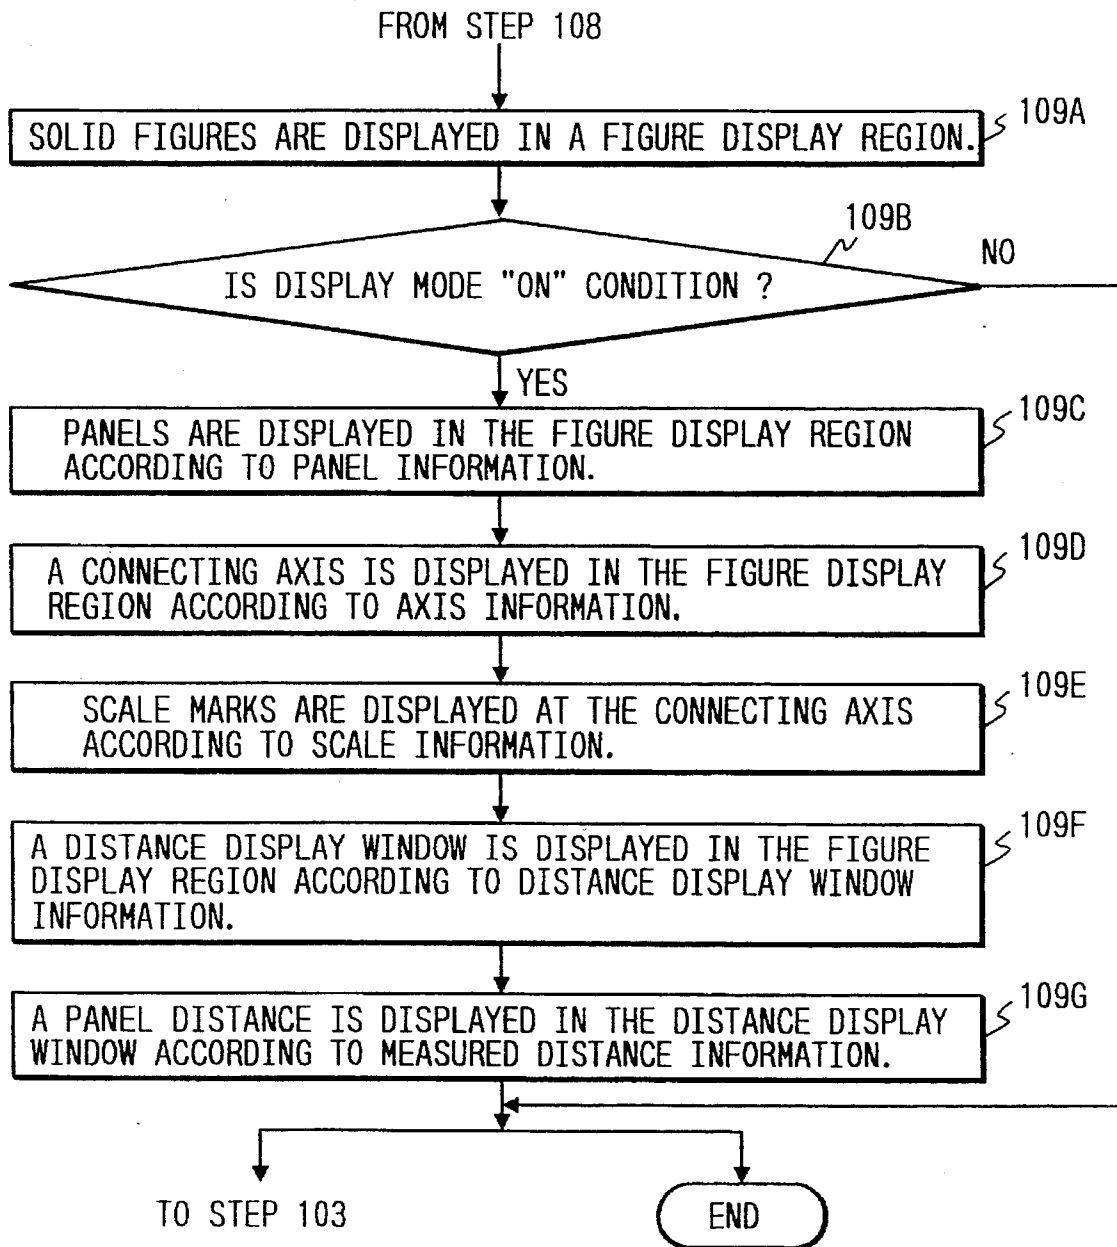 FROM STEP 108
109A
SOLID FIGURES ARE DISPLAYED IN A FIGURE DISPLAY REGION.
109B
NO
IS DISPLAY MODE "ON" CONDITION ?
YES
109C
PANELS ARE DISPLAYED IN THE FIGURE DISPLAY REGION
ACCORDING TO PANEL INFORMATION.
109D
A CONNECTING AXIS IS DISPLAYED IN THE FIGURE DISPLAY
REGION ACCORDING TO AXIS INFORMATION.
109E
SCALE MARKS ARE DISPLAYED AT THE CONNECTING AXIS
ACCORDING TO SCALE INFORMATION.
109F
A DISTANCE DISPLAY WINDOW IS DISPLAYED IN THE FIGURE
DISPLAY REGION ACCORDING TO DISTANCE DISPLAY WINDOW
INFORMATION.
109G
A PANEL DISTANCE IS DISPLAYED IN THE DISTANCE DISPLAY
WINDOW ACCORDING TO MEASURED DISTANCE INFORMATION.
TO STEP 103
END